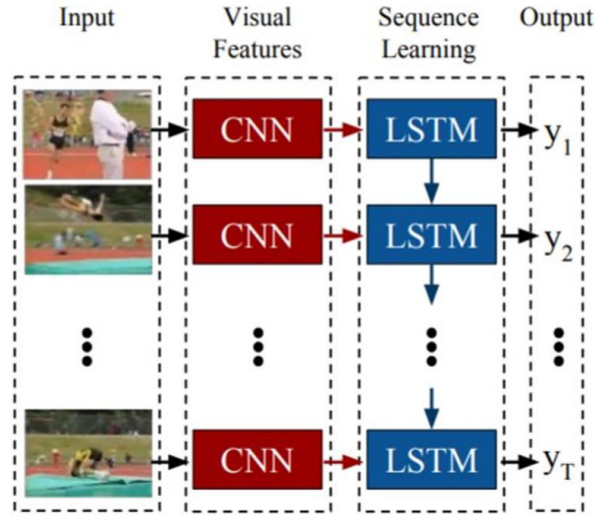 Input
Visual
Features
Sequence
Learning
Output
CNN
LSTM
y1
CNN
LSTM
y2
CNN
LSTM
yT